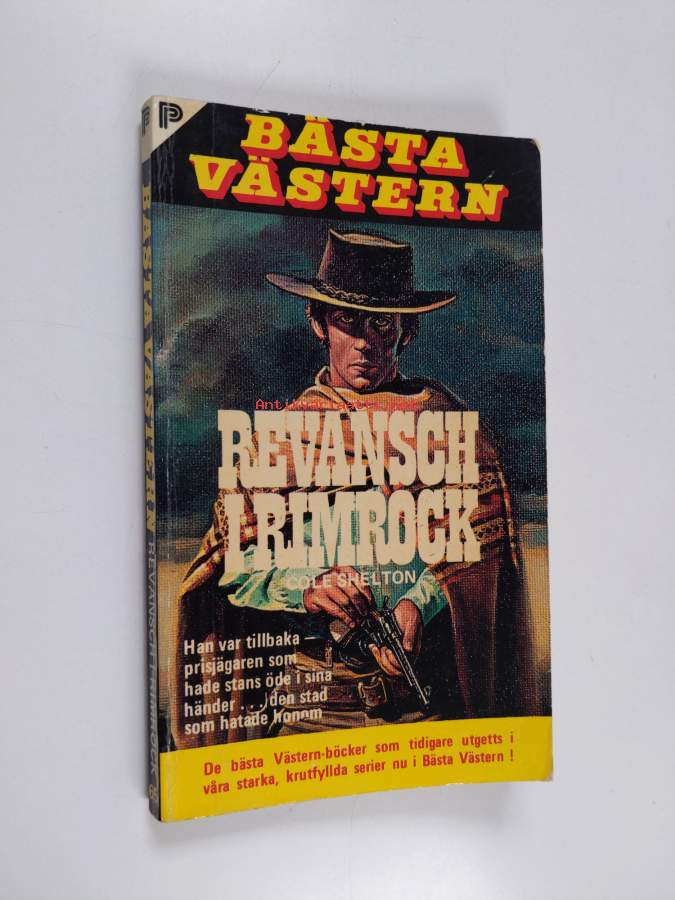 BÄSTA
VÄSTERN
REVANSCH
I RIMROCK
COLE SHELTON
Han var tillbaka –
prisjägaren som
hade stans öde i sina
händer . . . den stad
som hatade honom
De bästa Västern-böcker som tidigare utgetts i
våra starka, krutfyllda serier nu i Bästa Västern !
BÄSTA VÄSTERN REVANSCH I RIMROCK